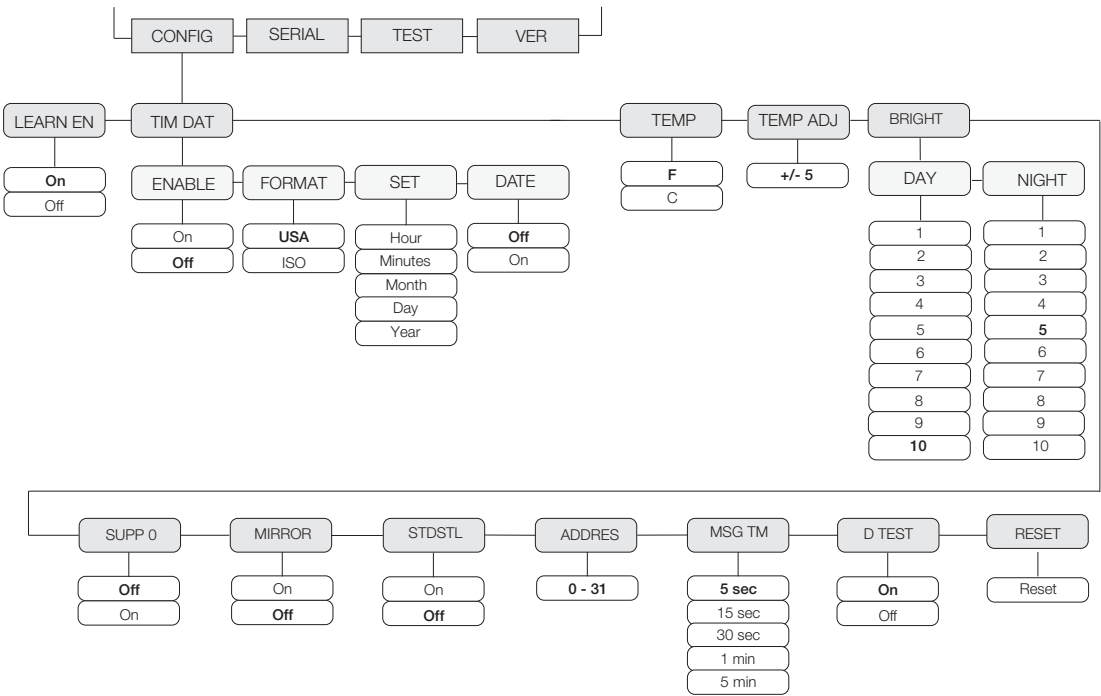 CONFIG
SERIAL
TEST
VER
LEARN EN
TIM DAT
TEMP
TEMP ADJ
BRIGHT
On
Off
ENABLE
FORMAT
SET
DATE
On
Off
USA
ISO
Hour
Minutes
Month
Day
Year
Off
On
F
C
+/- 5
DAY
NIGHT
1
2
3
4
5
6
7
8
9
10
1
2
3
4
5
6
7
8
9
10
SUPP 0
MIRROR
STDSTL
ADDRES
MSG TM
D TEST
RESET
Off
On
On
Off
On
Off
0 - 31
5 sec
15 sec
30 sec
1 min
5 min
On
Off
Reset